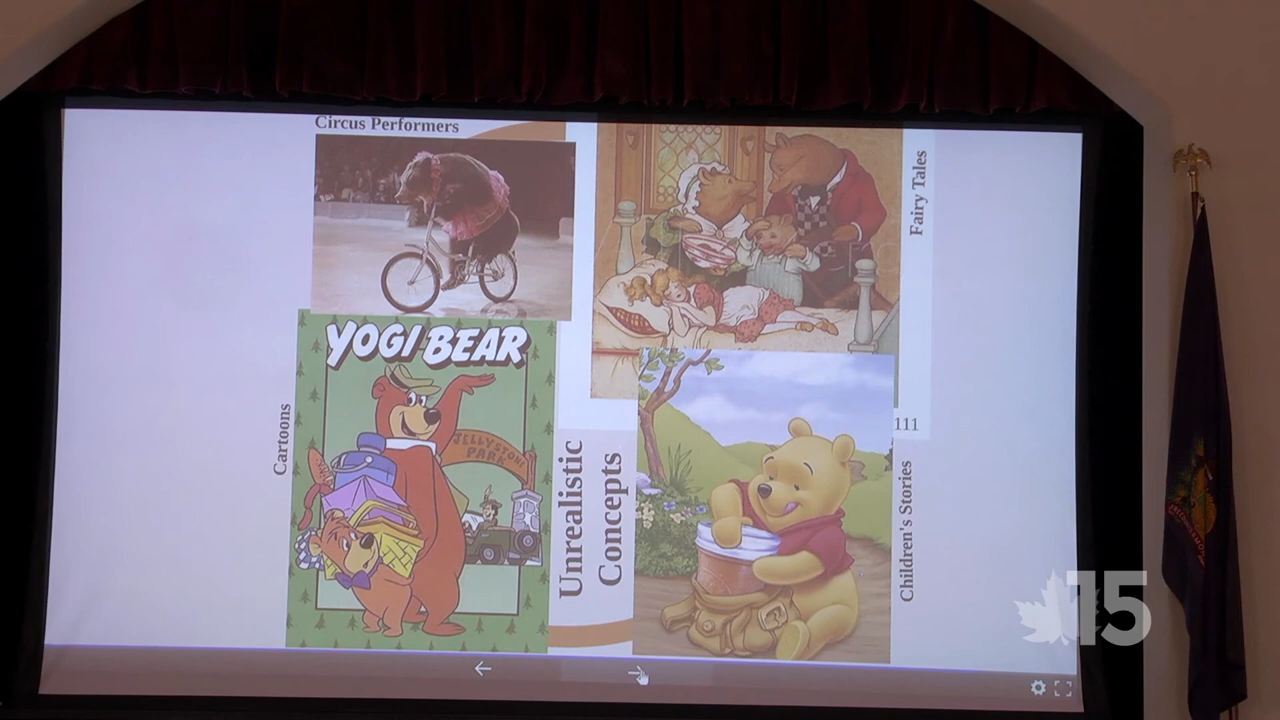 Circus Performers
Fairy Tales
YOGI BEAR
JELLYSTONE
PARK
Cartoons
Unrealistic
Concepts
111
Children's Stories
15